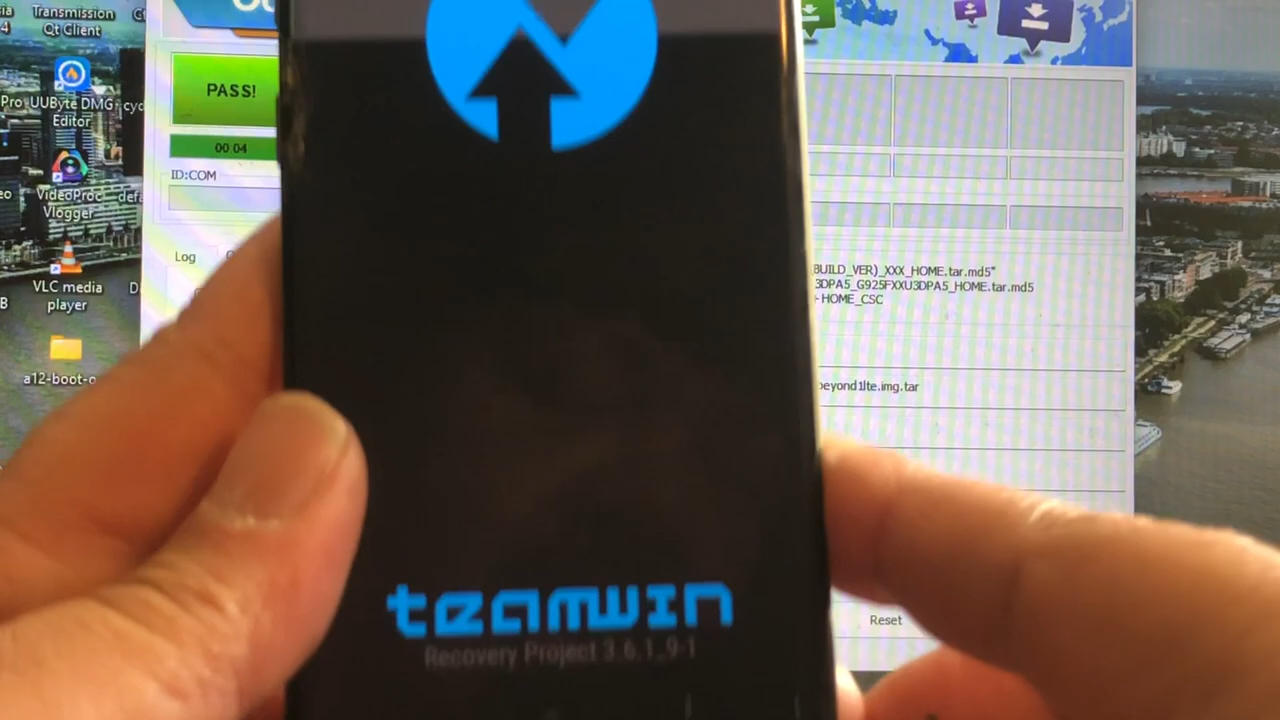 Transmission
Qt Client
PASS!
UUByte DMG
Editor
00:04
ID:COM
VideoProc
Vlogger
Log
BUILD_VER)_XXX_HOME.tar.md5"
3DPA5_G925FXXU3DPA5_HOME.tar.md5
HOME_CSC
VLC media
player
a12-boot-o
beyond1lte.img.tar
teamwin
Recovery Project 3.6.1_9-1
Reset